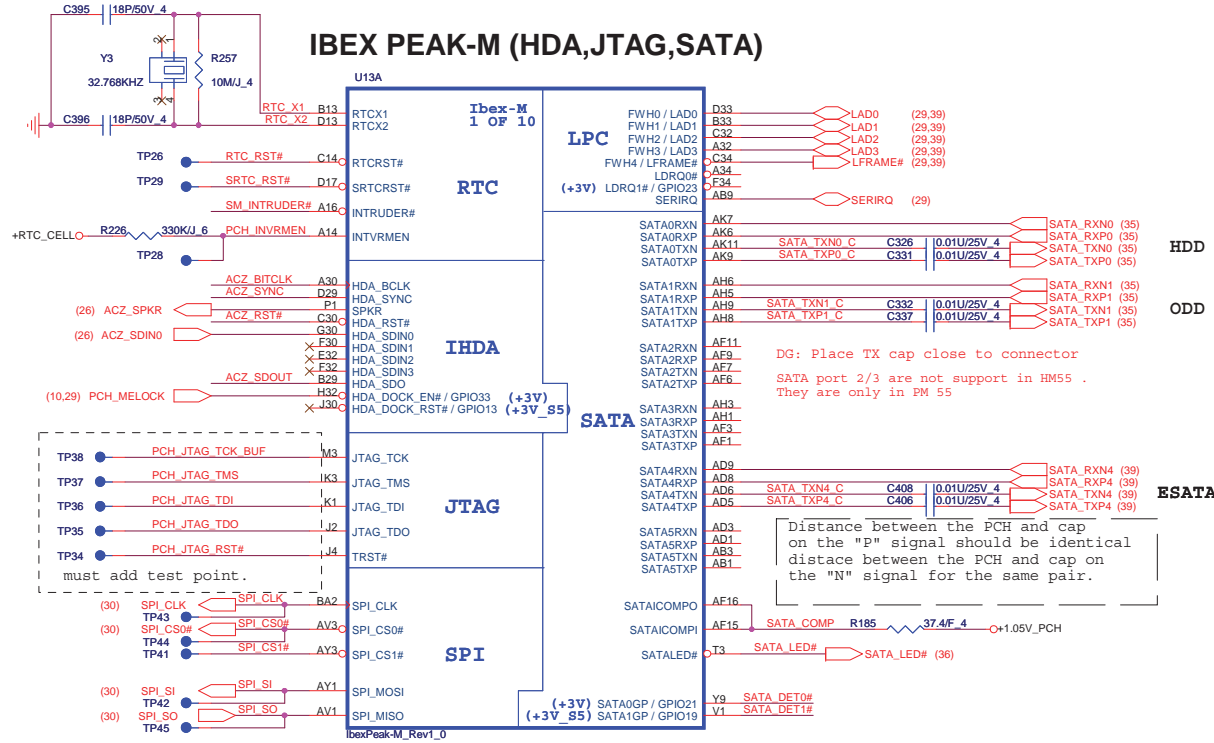 IBEX PEAK-M (HDA,JTAG,SATA)
C395 18P/50V_4
Y3
32.768KHZ
2 1
3 4
R257
10M/J_4
C396 18P/50V_4
U13A
Ibex-M
1 OF 10
RTC_X1 B13 RTCX1
RTC_X2 D13 RTCX2
TP26 RTC_RST# C14 RTCRST#
TP29 SRTC_RST# D17 SRTCRST#
SM_INTRUDER# A16 INTRUDER#
+RTC_CELL R226 330K/J_6 PCH_INVRMEN A14 INTVRMEN
TP28
RTC
ACZ_BITCLK A30 HDA_BCLK
ACZ_SYNC D29 HDA_SYNC
(26) ACZ_SPKR P1 SPKR
ACZ_RST# C30 HDA_RST#
(26) ACZ_SDIN0 G30 HDA_SDIN0
F30 HDA_SDIN1
E32 HDA_SDIN2
F32 HDA_SDIN3
ACZ_SDOUT B29 HDA_SDO
(10,29) PCH_MELOCK H32 HDA_DOCK_EN# / GPIO33 (+3V)
J30 HDA_DOCK_RST# / GPIO13 (+3V_S5)
IHDA
TP38 PCH_JTAG_TCK_BUF M3 JTAG_TCK
TP37 PCH_JTAG_TMS K3 JTAG_TMS
TP36 PCH_JTAG_TDI K1 JTAG_TDI
TP35 PCH_JTAG_TDO J2 JTAG_TDO
TP34 PCH_JTAG_RST# J4 TRST#
must add test point.
JTAG
(30) SPI_CLK SPI_CLK BA2 SPI_CLK
TP43
(30) SPI_CS0# SPI_CS0# AV3 SPI_CS0#
TP44
TP41 SPI_CS1# AY3 SPI_CS1#
(30) SPI_SI SPI_SI AY1 SPI_MOSI
TP42
(30) SPI_SO SPI_SO AV1 SPI_MISO
TP45
SPI
IbexPeak-M_Rev1_0
LPC
FWH0 / LAD0 D33 LAD0 (29,39)
FWH1 / LAD1 B33 LAD1 (29,39)
FWH2 / LAD2 C32 LAD2 (29,39)
FWH3 / LAD3 A32 LAD3 (29,39)
FWH4 / LFRAME# C34 LFRAME# (29,39)
LDRQ0# A34
(+3V) LDRQ1# / GPIO23 F34
SERIRQ AB9 SERIRQ (29)
SATA0RXN AK7 SATA_RXN0 (35)
SATA0RXP AK6 SATA_RXP0 (35)
SATA0TXN AK11 SATA_TXN0_C C326 0.01U/25V_4 SATA_TXN0 (35)
SATA0TXP AK9 SATA_TXP0_C C331 0.01U/25V_4 SATA_TXP0 (35)
HDD
SATA1RXN AH6 SATA_RXN1 (35)
SATA1RXP AH5 SATA_RXP1 (35)
SATA1TXN AH9 SATA_TXN1_C C332 0.01U/25V_4 SATA_TXN1 (35)
SATA1TXP AH8 SATA_TXP1_C C337 0.01U/25V_4 SATA_TXP1 (35)
ODD
SATA2RXN AF11
SATA2RXP AF9
SATA2TXN AF7
SATA2TXP AF6
DG: Place TX cap close to connector
SATA port 2/3 are not support in HM55 .
They are only in PM 55
SATA
SATA3RXN AH3
SATA3RXP AH1
SATA3TXN AF3
SATA3TXP AF1
SATA4RXN AD9 SATA_RXN4 (39)
SATA4RXP AD8 SATA_RXP4 (39)
SATA4TXN AD6 SATA_TXN4_C C408 0.01U/25V_4 SATA_TXN4 (39)
SATA4TXP AD5 SATA_TXP4_C C406 0.01U/25V_4 SATA_TXP4 (39)
ESATA
SATA5RXN AD3
SATA5RXP AD1
SATA5TXN AB3
SATA5TXP AB1
Distance between the PCH and cap
on the "P" signal should be identical
distace between the PCH and cap on
the "N" signal for the same pair.
SATAICOMPO AF16
SATAICOMPI AF15 SATA_COMP R185 37.4/F_4 +1.05V_PCH
SATALED# T3 SATA_LED# SATA_LED# (36)
(+3V) SATA0GP / GPIO21 Y9 SATA_DET0#
(+3V_S5) SATA1GP / GPIO19 V1 SATA_DET1#